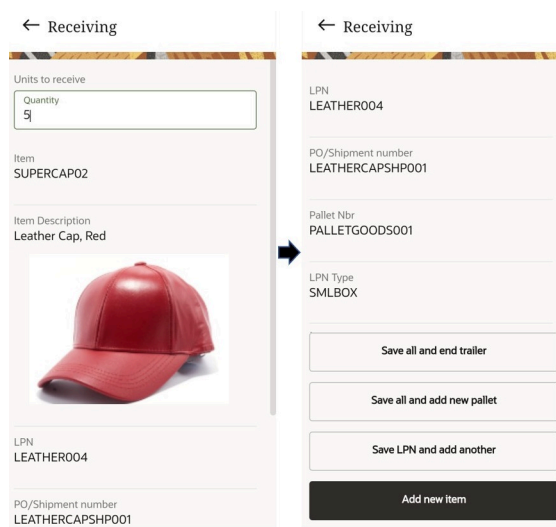 ← Receiving
Units to receive
Quantity
5
Item
SUPERCAP02
Item Description
Leather Cap, Red
LPN
LEATHER004
PO/Shipment number
LEATHERCAPSHP001
← Receiving
LPN
LEATHER004
PO/Shipment number
LEATHERCAPSHP001
Pallet Nbr
PALLETGOODS001
LPN Type
SMLBOX
Save all and end trailer
Save all and add new pallet
Save LPN and add another
Add new item